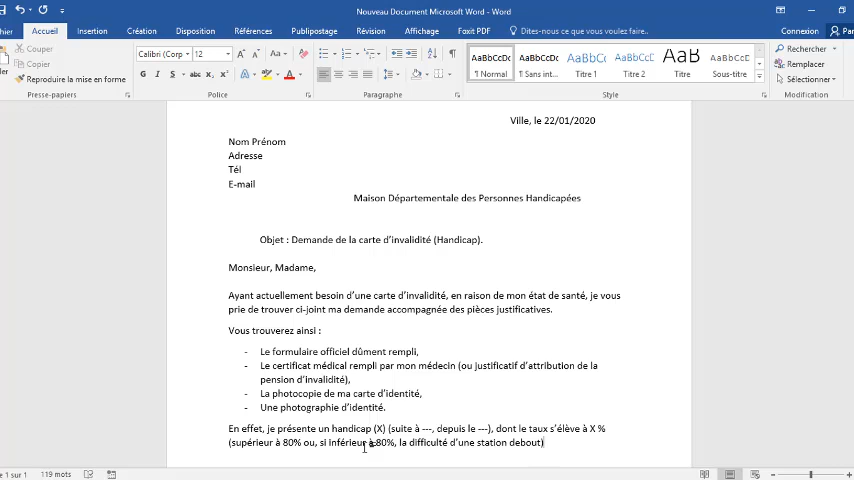 Nouveau Document Microsoft Word - Word
Accueil Insertion Création Disposition Références Publipostage Révision Affichage Foxit PDF Dites-nous ce que vous voulez faire.. Connexion
Couper
Copier
Reproduire la mise en forme
Presse-papiers
Calibri (Corp 12
Police
Paragraphe
AaBbCcDc AaBbCcDc AaBbC AaBbCcC AaB AaBbCcD
¶ Normal ¶ Sans int... Titre 1 Titre 2 Titre Sous-titre
Style
Rechercher
Remplacer
Sélectionner
Modification
Ville, le 22/01/2020
Nom Prénom
Adresse
Tél
E-mail
Maison Départementale des Personnes Handicapées
Objet : Demande de la carte d’invalidité (Handicap).
Monsieur, Madame,
Ayant actuellement besoin d’une carte d’invalidité, en raison de mon état de santé, je vous
prie de trouver ci-joint ma demande accompagnée des pièces justificatives.
Vous trouverez ainsi :
- Le formulaire officiel dûment rempli,
- Le certificat médical rempli par mon médecin (ou justificatif d’attribution de la
pension d’invalidité),
- La photocopie de ma carte d’identité,
- Une photographie d’identité.
En effet, je présente un handicap (X) (suite à ---, depuis le ---), dont le taux s’élève à X %
(supérieur à 80% ou, si inférieur à 80%, la difficulté d’une station debout)
1 sur 1 119 mots